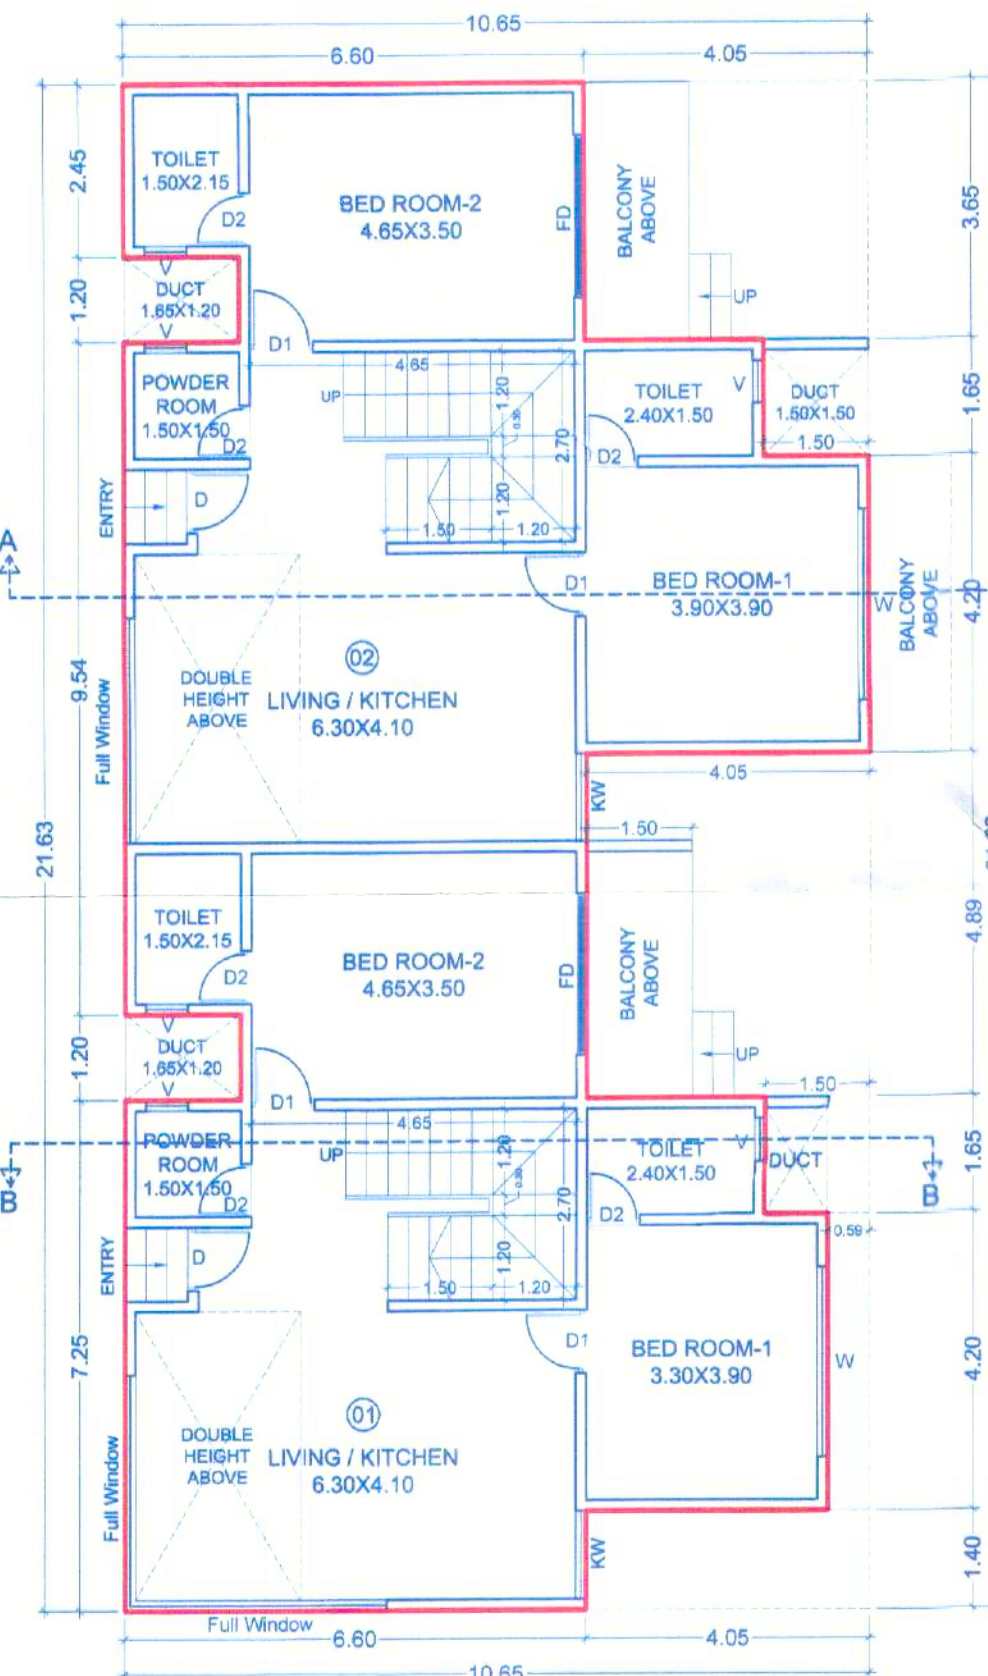 10.65
6.60
4.05
2.45
1.20
9.54
21.63
1.20
7.25
3.65
1.65
4.20
4.89
1.65
4.20
1.40
TOILET
1.50X2.15
D2
BED ROOM-2
4.65X3.50
FD
BALCONY
ABOVE
UP
V
DUCT
1.65X1.20
V
D1
4.65
POWDER
ROOM
1.50X1.50
D2
UP
1.20
2.70
1.20
1.50
1.20
TOILET
2.40X1.50
V
D2
DUCT
1.50X1.50
1.50
ENTRY
D
A
D1
BED ROOM-1
3.90X3.90
W
BALCONY
ABOVE
02
DOUBLE
HEIGHT
ABOVE
LIVING / KITCHEN
6.30X4.10
Full Window
4.05
KW
1.50
TOILET
1.50X2.15
D2
BED ROOM-2
4.65X3.50
FD
BALCONY
ABOVE
UP
V
DUCT
1.65X1.20
V
D1
4.65
1.50
B
POWDER
ROOM
1.50X1.50
D2
UP
1.20
0.30
2.70
1.20
1.50
1.20
TOILET
2.40X1.50
V
D2
DUCT
B
0.59
ENTRY
D
D1
BED ROOM-1
3.30X3.90
W
01
DOUBLE
HEIGHT
ABOVE
LIVING / KITCHEN
6.30X4.10
Full Window
KW
Full Window
6.60
4.05
10.65